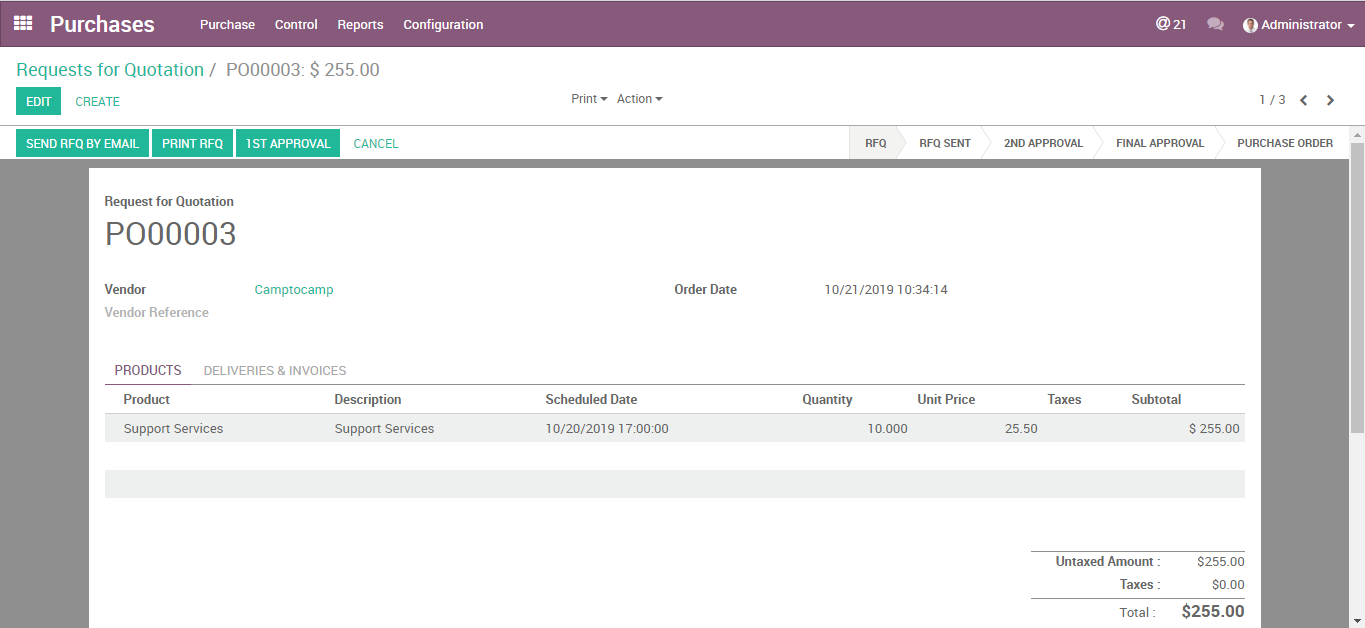 Purchases Purchase Control Reports Configuration @ 21 Administrator
Requests for Quotation / PO00003: $ 255.00
EDIT CREATE Print Action 1 / 3
SEND RFQ BY EMAIL PRINT RFQ 1ST APPROVAL CANCEL RFQ RFQ SENT 2ND APPROVAL FINAL APPROVAL PURCHASE ORDER
Request for Quotation
PO00003
Vendor Camptocamp Order Date 10/21/2019 10:34:14
Vendor Reference
PRODUCTS DELIVERIES & INVOICES
Product Description Scheduled Date Quantity Unit Price Taxes Subtotal
Support Services Support Services 10/20/2019 17:00:00 10.000 25.50 $ 255.00
Untaxed Amount : $255.00
Taxes : $0.00
Total : $255.00